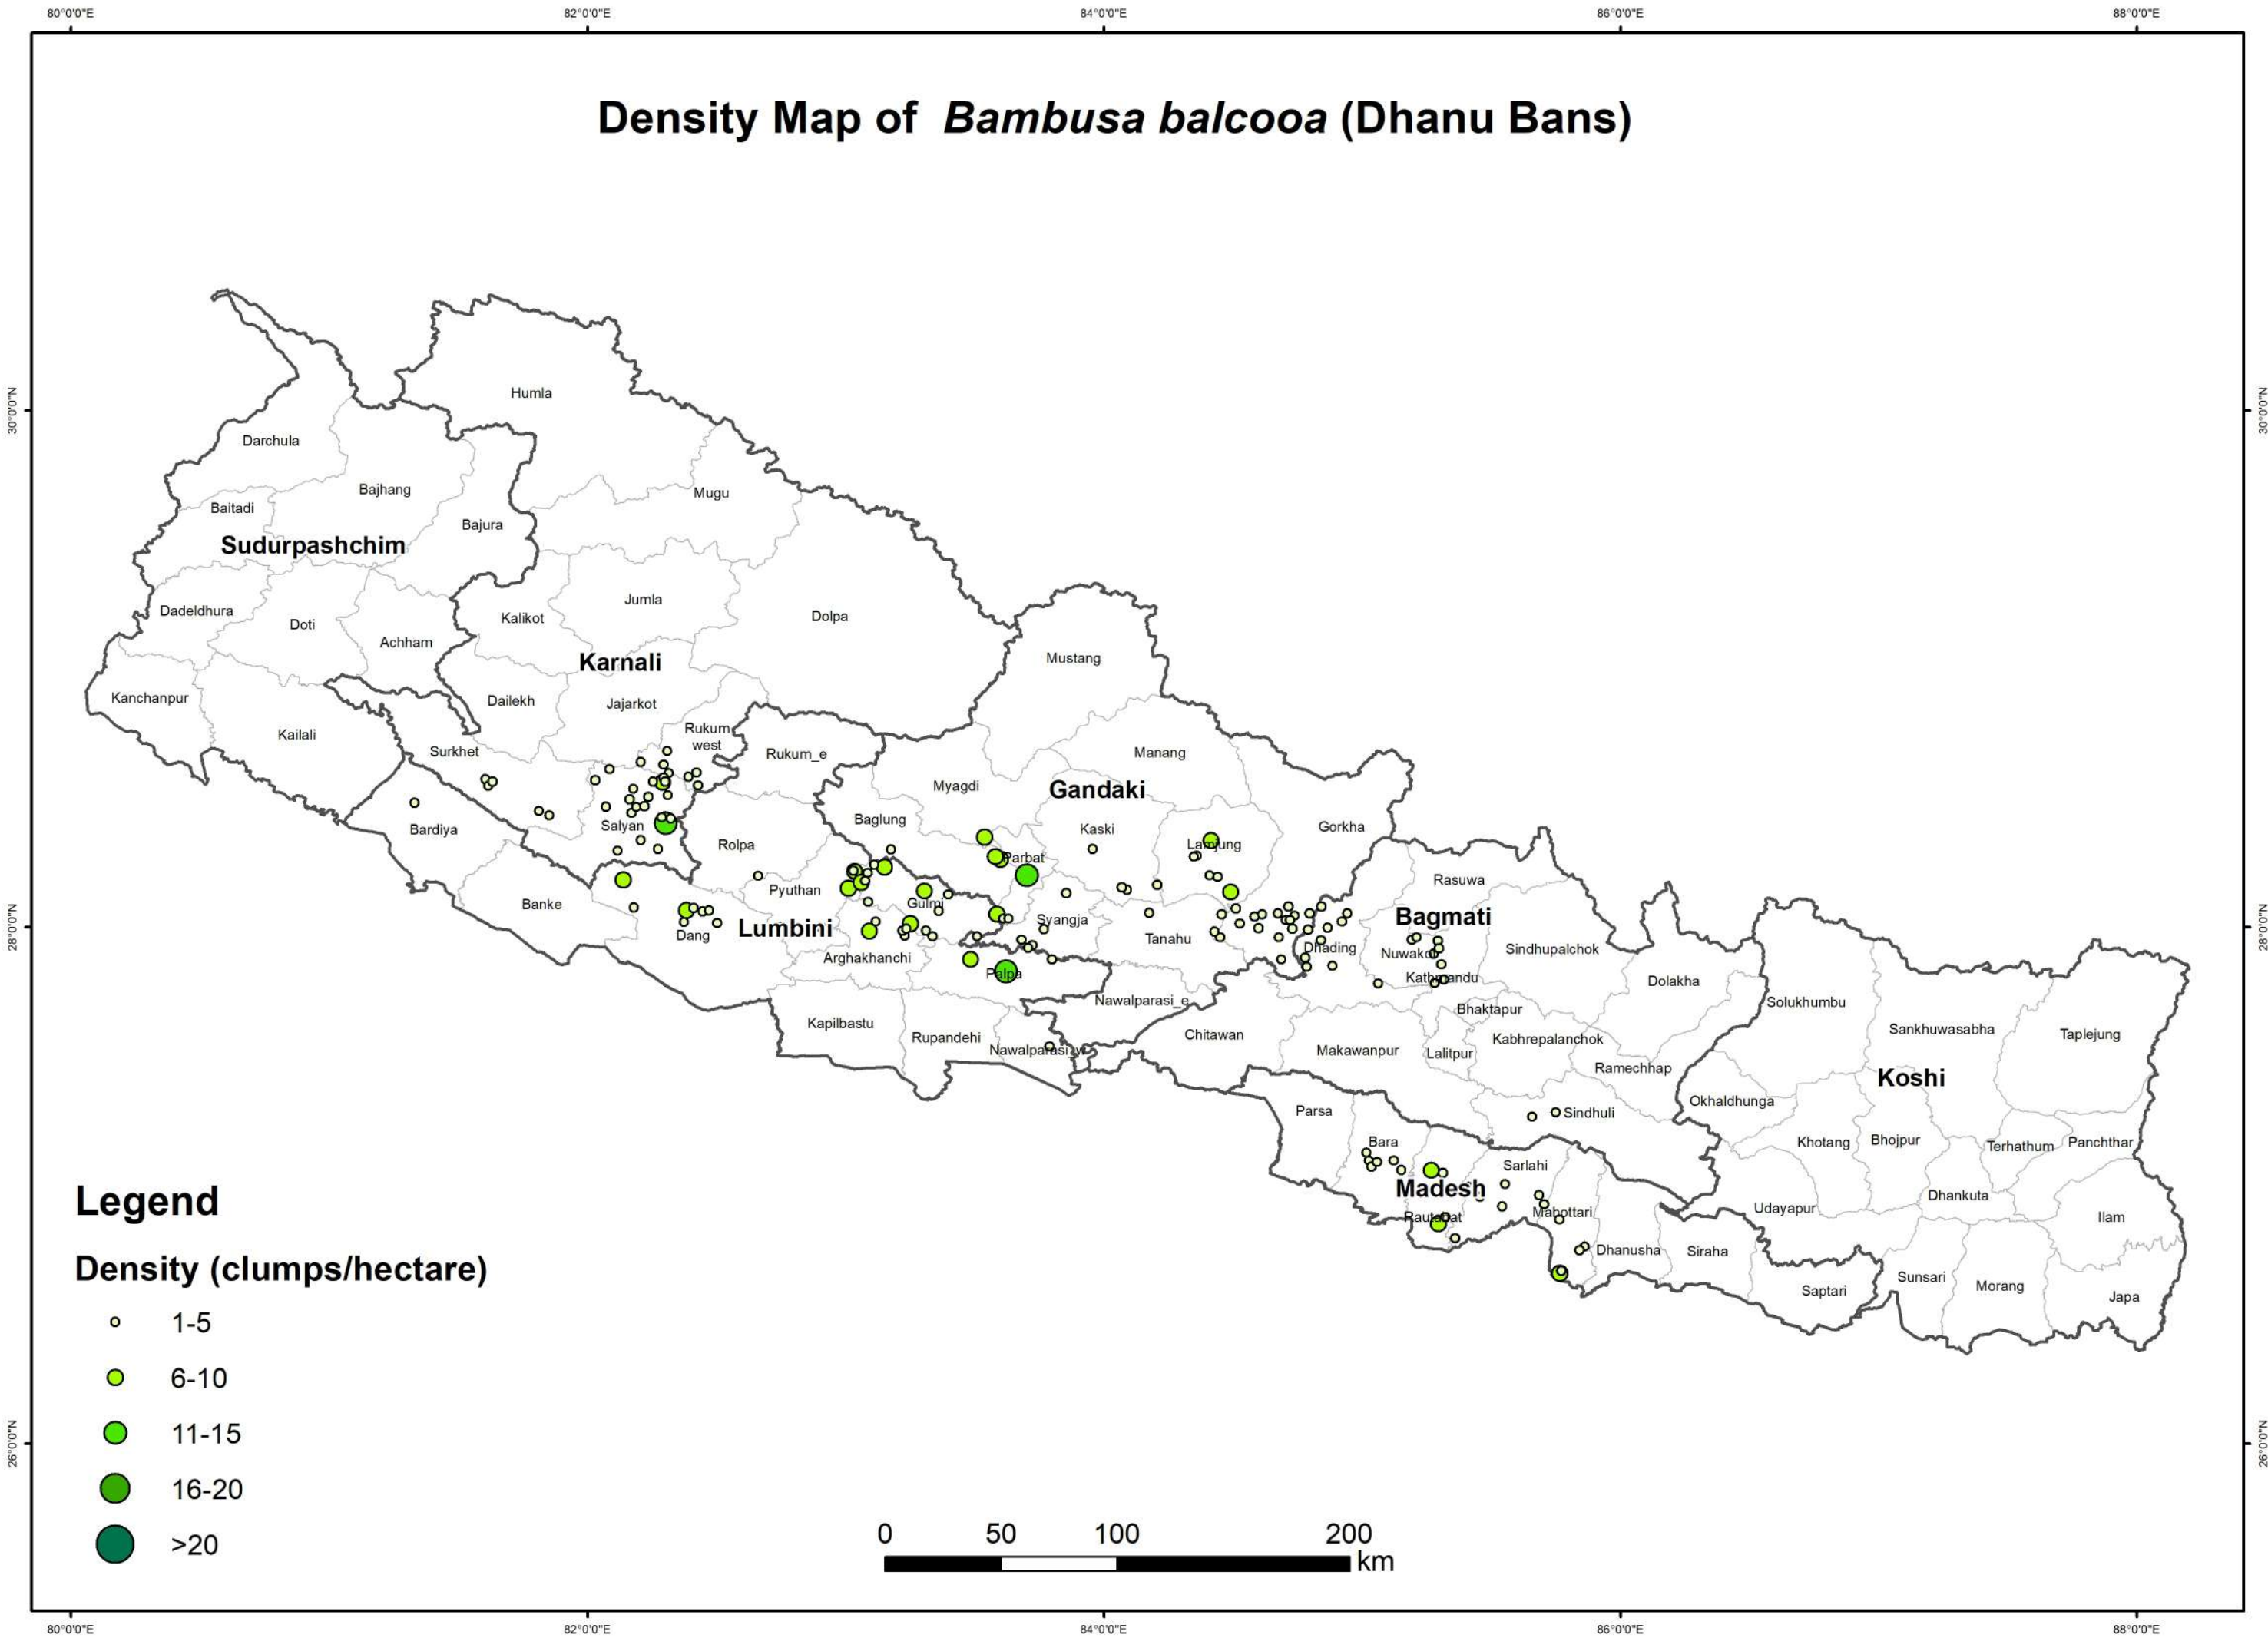 80°0'0"E 82°0'0"E 84°0'0"E 86°0'0"E 88°0'0"E
Density Map of Bambusa balcooa (Dhanu Bans)
30°0'0"N 30°0'0"N
28°0'0"N 28°0'0"N
26°0'0"N 26°0'0"N
Humla
Darchula
Bajhang
Mugu
Baitadi
Bajura
Sudurpashchim
Jumla
Dadeldhura
Doti
Kalikot
Dolpa
Achham
Karnali
Mustang
Kanchanpur
Dailekh
Jajarkot
Kailali
Rukum
west
Surkhet
Rukum_e
Manang
Myagdi
Gandaki
Bardiya
Salyan
Baglung
Kaski
Gorkha
Rolpa
Lamjung
Parbat
Rasuwa
Pyuthan
Banke
Gulmi
Syangja
Bagmati
Lumbini
Dang
Tanahu
Dhading
Nuwakot
Sindhupalchok
Arghakhanchi
Palpa
Kathmandu
Dolakha
Nawalparasi_e
Solukhumbu
Bhaktapur
Kapilbastu
Rupandehi
Chitawan
Sankhuwasabha
Taplejung
Kabhrepalanchok
Nawalparasi_w
Makawanpur
Lalitpur
Ramechhap
Koshi
Okhaldhunga
Parsa
Sindhuli
Bara
Khotang
Bhojpur
Terhathum
Panchthar
Sarlahi
Madesh
Dhankuta
Udayapur
Rautahat
Mahottari
Ilam
Dhanusha
Siraha
Saptari
Sunsari
Morang
Japa
Legend
Density (clumps/hectare)
1-5
6-10
11-15
16-20
>20
0 50 100 200
km
80°0'0"E 82°0'0"E 84°0'0"E 86°0'0"E 88°0'0"E